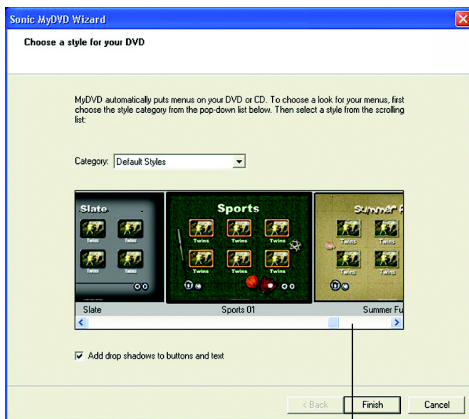 Sonic MyDVD Wizard
Choose a style for your DVD
MyDVD automatically puts menus on your DVD or CD. To choose a look for your menus, first
choose the style category from the pop-down list below. Then select a style from the scrolling
list:
Category: Default Styles
Slate Sports Summer F
Twins Twins Twins Twins Twins Twins Twins
Twins Twins Twins Twins Twins Twins Twins
Slate Sports 01 Summer Fu
Add drop shadows to buttons and text
< Back Finish Cancel